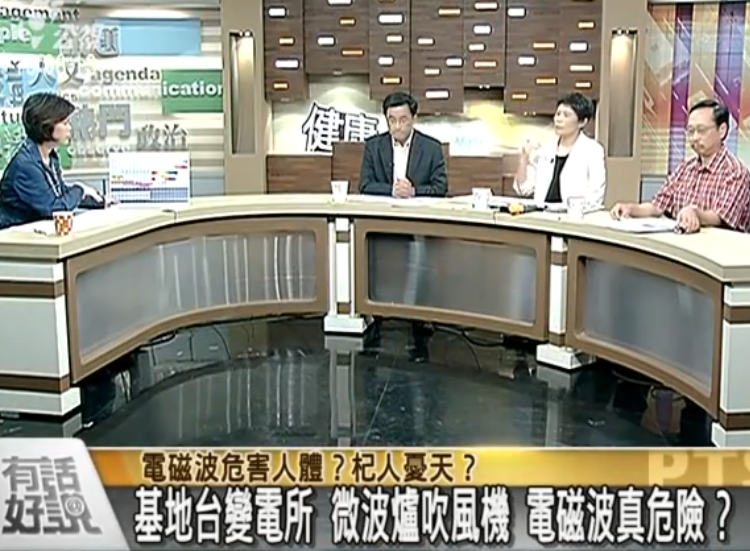 agenda
communication
政治
健康
電磁波危害人體？杞人憂天？
PTS
有話好說
基地台變電所 微波爐吹風機 電磁波真危險？